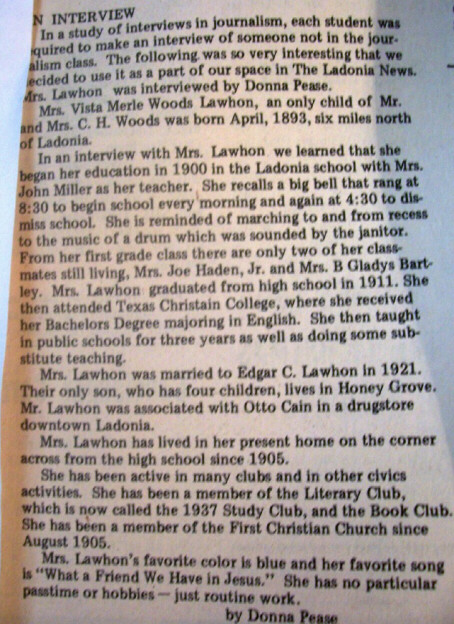 N INTERVIEW
In a study of interviews in journalism, each student was
quired to make an interview of someone not in the jour-
alism class. The following was so very interesting that we
ecided to use it as a part of our space in The Ladonia News.
Mrs. Lawhon was interviewed by Donna Pease.
Mrs. Vista Merle Woods Lawhon, an only child of Mr.
and Mrs. C. H. Woods was born April, 1893, six miles north
of Ladonia.
In an interview with Mrs. Lawhon we learned that she
began her education in 1900 in the Ladonia school with Mrs.
John Miller as her teacher. She recalls a big bell that rang at
8:30 to begin school every morning and again at 4:30 to dis-
miss school. She is reminded of marching to and from recess
to the music of a drum which was sounded by the janitor.
From her first grade class there are only two of her class-
mates still living, Mrs. Joe Haden, Jr. and Mrs. B Gladys Bart-
ley. Mrs. Lawhon graduated from high school in 1911. She
then attended Texas Christain College, where she received
her Bachelors Degree majoring in English. She then taught
in public schools for three years as well as doing some sub-
stitute teaching.
Mrs. Lawhon was married to Edgar C. Lawhon in 1921.
Their only son, who has four children, lives in Honey Grove.
Mr. Lawhon was associated with Otto Cain in a drugstore
downtown Ladonia.
Mrs. Lawhon has lived in her present home on the corner
across from the high school since 1905.
She has been active in many clubs and in other civics
activities. She has been a member of the Literary Club,
which is now called the 1937 Study Club, and the Book Club.
She has been a member of the First Christian Church since
August 1905.
Mrs. Lawhon's favorite color is blue and her favorite song
is "What a Friend We Have in Jesus." She has no particular
passtime or hobbies — just routine work.
by Donna Pease